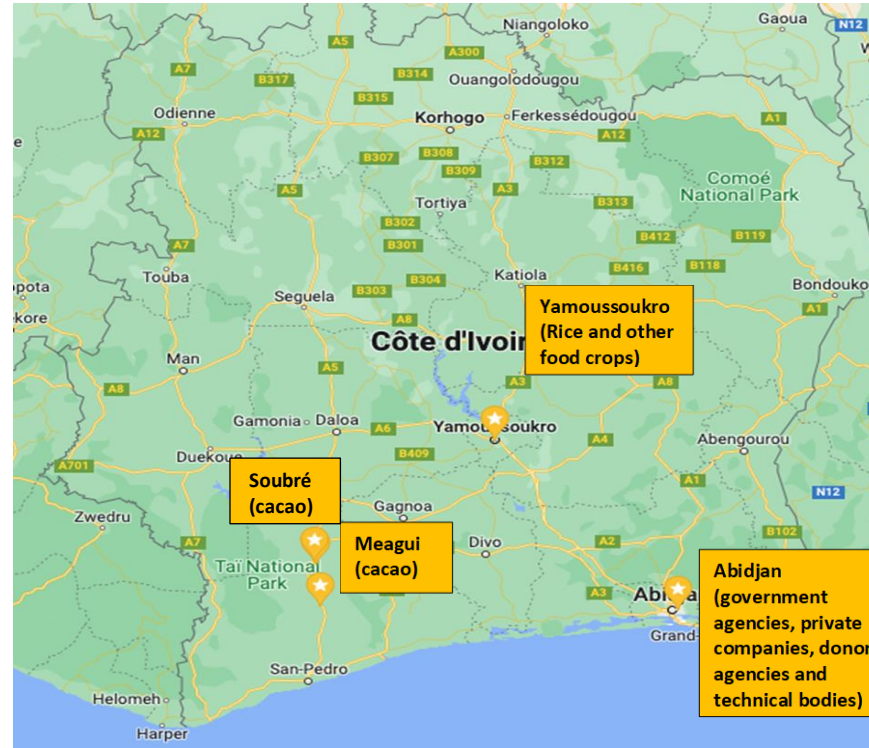 Niangoloko
Gaoua
N12
A5
A300
A7
B314
Ouangolodougou
B317
B315
Odienne
Korhogo
Ferkessédougou
A1
A12
A12
B308
B307
B312
B309
A5
A3
Comoé
National Park
Tortiya
B313
B302
B412
B119
B301
A7
B416
B118
Touba
B304
Katiola
B303
Bondouko
Seguela
Yamoussoukro
(Rice and other
food crops)
A1
A8
Côte d'Ivoir
Man
A5
A3
A8
A8
Gamonia
Daloa
A6
Yamoussoukro
A4
Abengourou
Duekoue
B409
A701
Soubré
(cacao)
A1
N12
Gagnoa
Zwedru
Meagui
(cacao)
B102
A7
Divo
A2
Taï National
Park
Abidjan
(government
agencies, private
companies, donor
agencies and
technical bodies)
A3
Abi
Grand-
San-Pedro
Helomeh
Harper